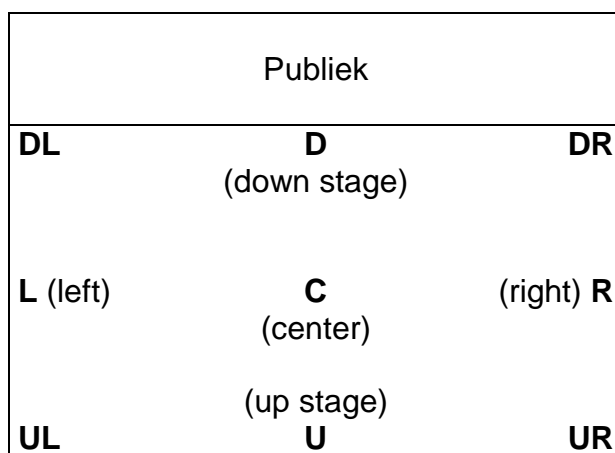 Publiek
DL D DR
(down stage)
L (left) C (right) R
(center)
(up stage)
UL U UR